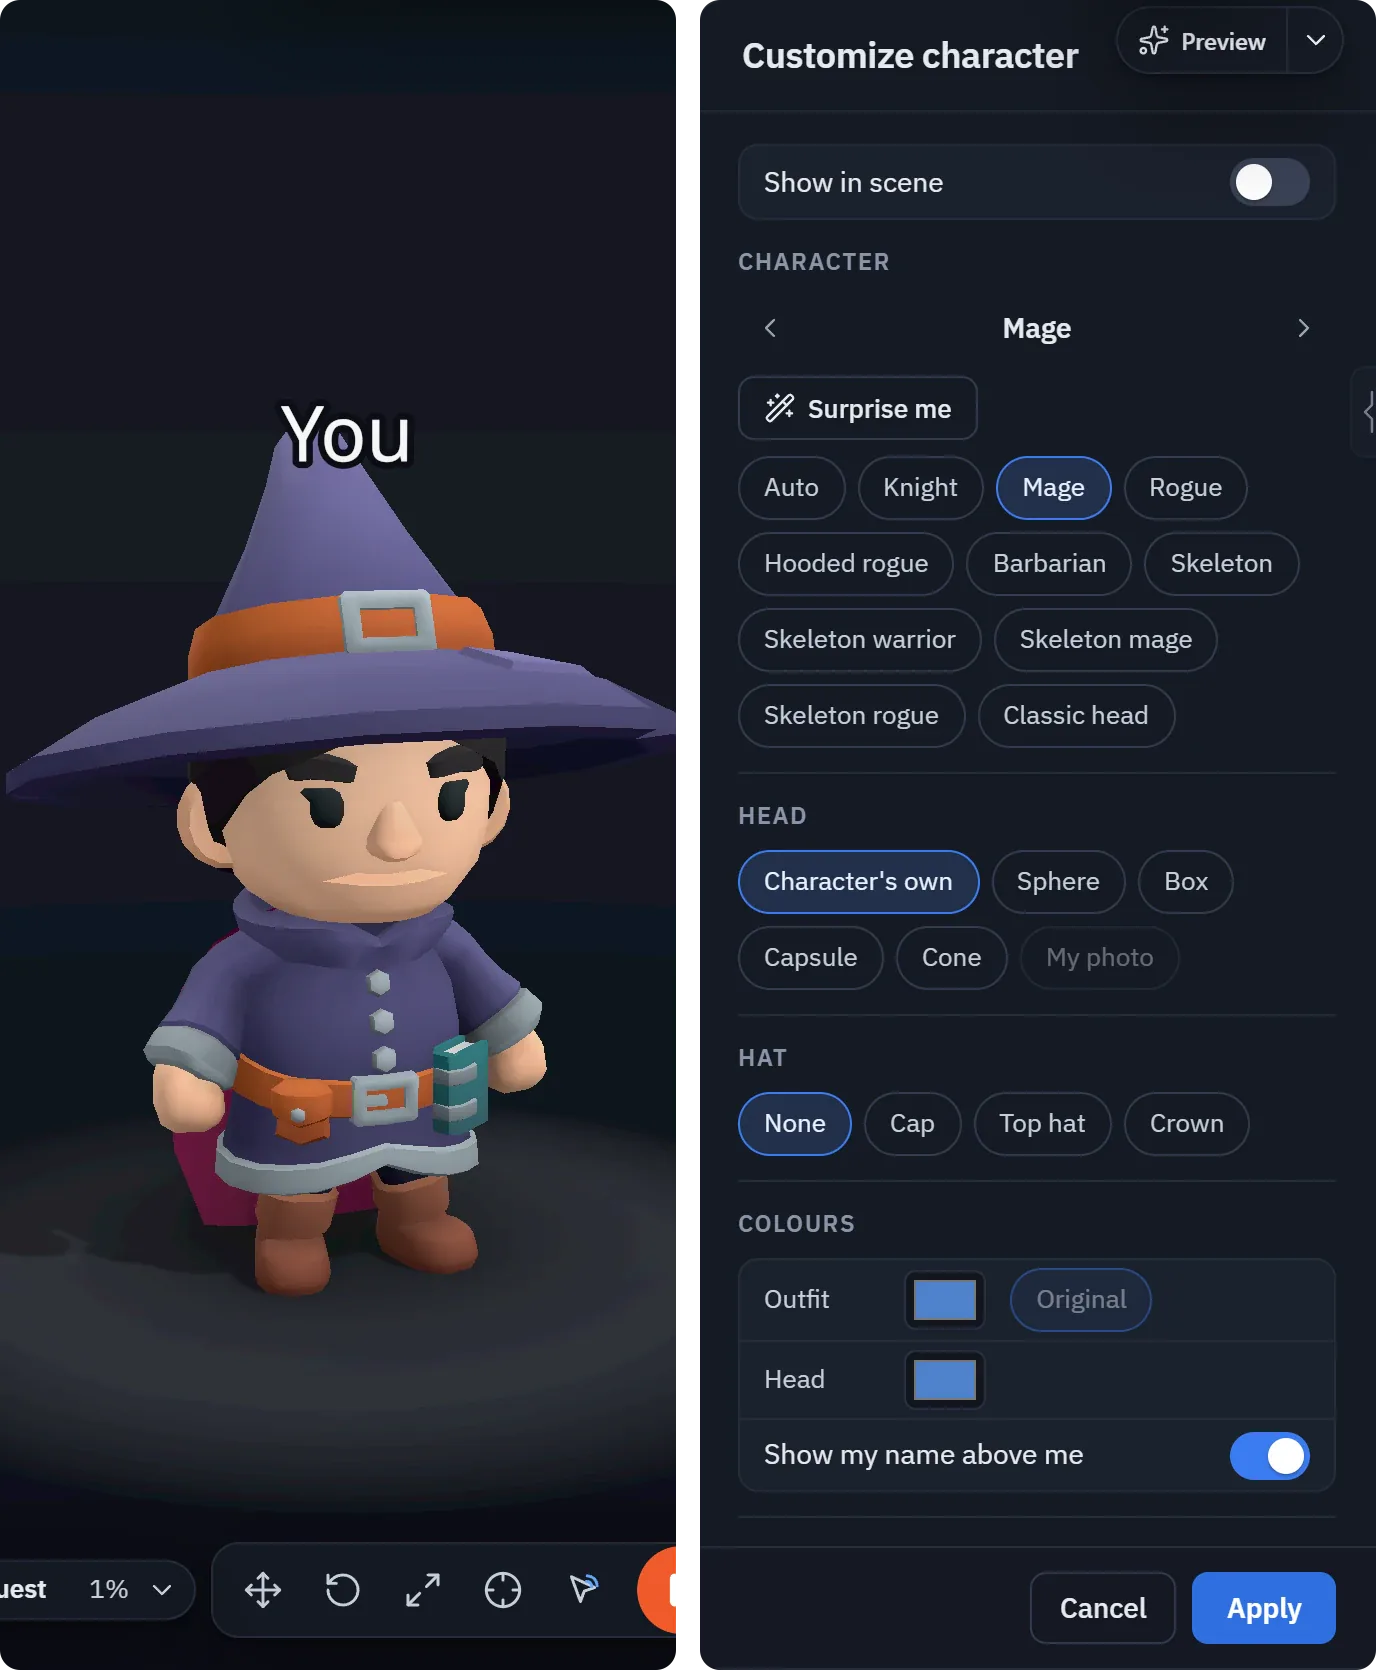 You
uest 1%
Customize character
Preview
Show in scene
CHARACTER
Mage
Surprise me
Auto Knight Mage Rogue
Hooded rogue Barbarian Skeleton
Skeleton warrior Skeleton mage
Skeleton rogue Classic head
HEAD
Character's own Sphere Box
Capsule Cone My photo
HAT
None Cap Top hat Crown
COLOURS
Outfit Original
Head
Show my name above me
Cancel Apply